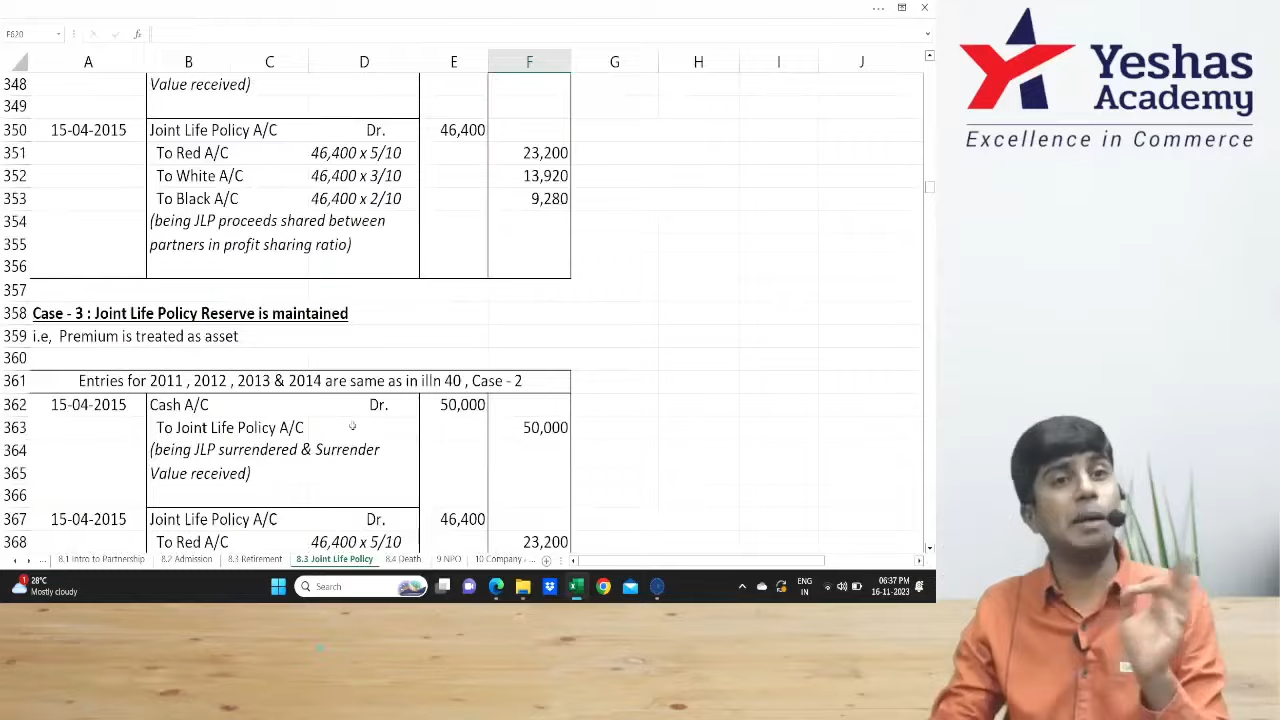 F620
fx
A B C D E F G H I J
348 Value received)
349
350 15-04-2015 Joint Life Policy A/C Dr. 46,400
351 To Red A/C 46,400 x 5/10 23,200
352 To White A/C 46,400 x 3/10 13,920
353 To Black A/C 46,400 x 2/10 9,280
354 (being JLP proceeds shared between
355 partners in profit sharing ratio)
356
357
358 Case - 3 : Joint Life Policy Reserve is maintained
359 i.e, Premium is treated as asset
360
361 Entries for 2011 , 2012 , 2013 & 2014 are same as in illn 40 , Case - 2
362 15-04-2015 Cash A/C Dr. 50,000
363 To Joint Life Policy A/C 50,000
364 (being JLP surrendered & Surrender
365 Value received)
366
367 15-04-2015 Joint Life Policy A/C Dr. 46,400
368 To Red A/C 46,400 x 5/10 23,200
8.1 Intro to Partnership 8.2 Admission 8.3 Retirement 8.3 Joint Life Policy 8.4 Death 9 NPO 10 Company ...
1 28°C
Mostly cloudy
Search
ENG
IN
06:37 PM
16-11-2023
Yeshas
Academy
Excellence in Commerce